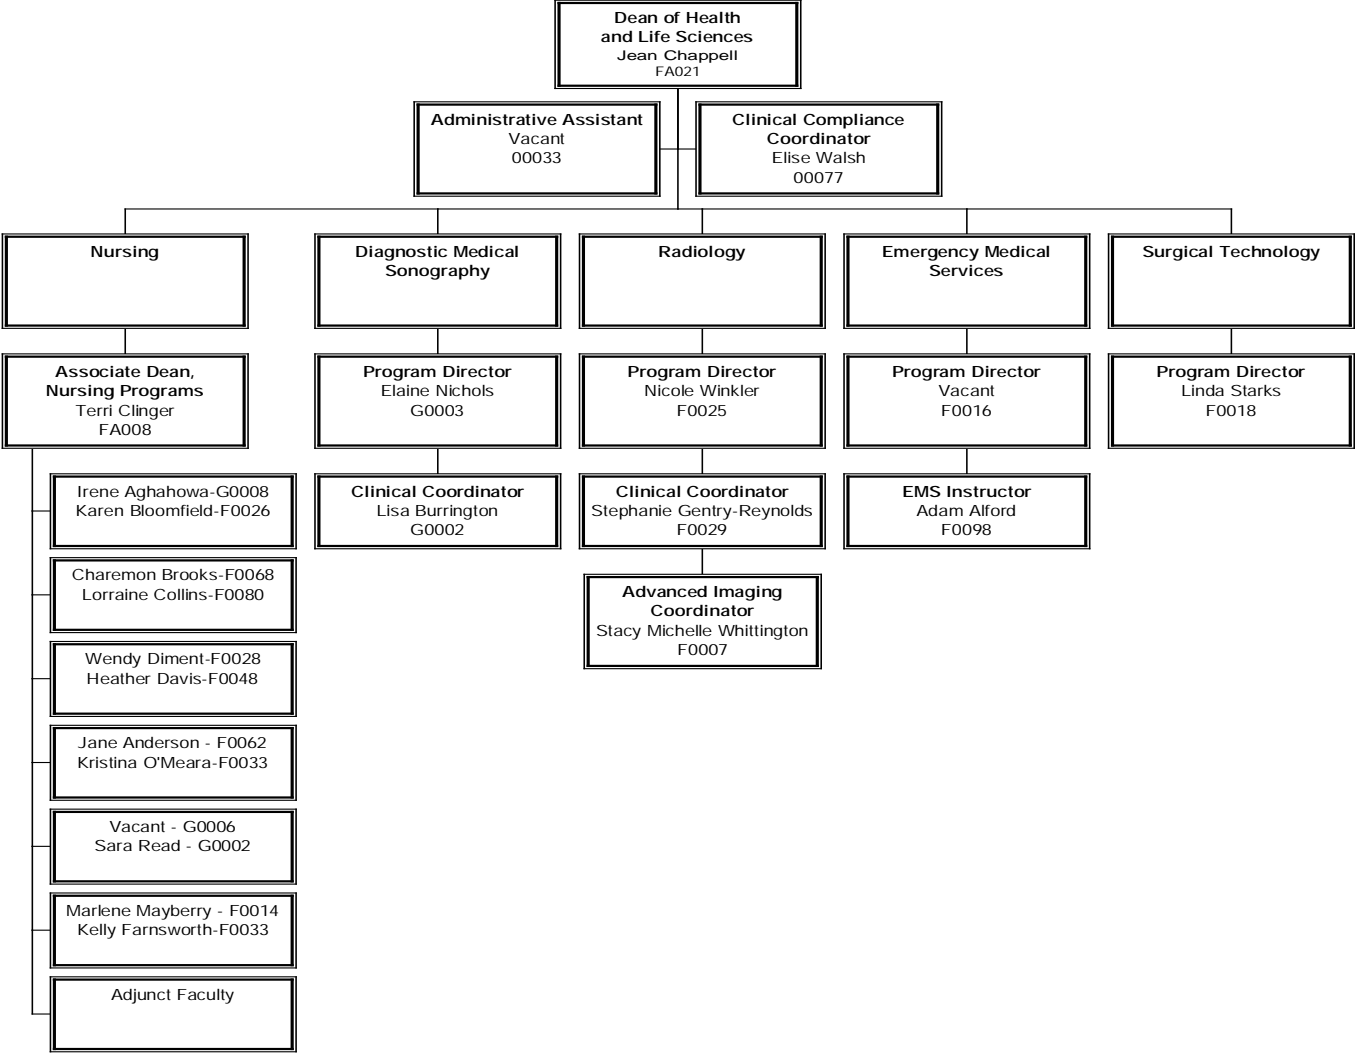 Dean of Health
and Life Sciences
Jean Chappell
FA021
Administrative Assistant
Vacant
00033
Clinical Compliance
Coordinator
Elise Walsh
00077
Nursing
Diagnostic Medical
Sonography
Radiology
Emergency Medical
Services
Surgical Technology
Associate Dean,
Nursing Programs
Terri Clinger
FA008
Program Director
Elaine Nichols
G0003
Program Director
Nicole Winkler
F0025
Program Director
Vacant
F0016
Program Director
Linda Starks
F0018
Irene Aghahowa-G0008
Karen Bloomfield-F0026
Clinical Coordinator
Lisa Burrington
G0002
Clinical Coordinator
Stephanie Gentry-Reynolds
F0029
EMS Instructor
Adam Alford
F0098
Charemon Brooks-F0068
Lorraine Collins-F0080
Advanced Imaging
Coordinator
Stacy Michelle Whittington
F0007
Wendy Diment-F0028
Heather Davis-F0048
Jane Anderson - F0062
Kristina O'Meara-F0033
Vacant - G0006
Sara Read - G0002
Marlene Mayberry - F0014
Kelly Farnsworth-F0033
Adjunct Faculty